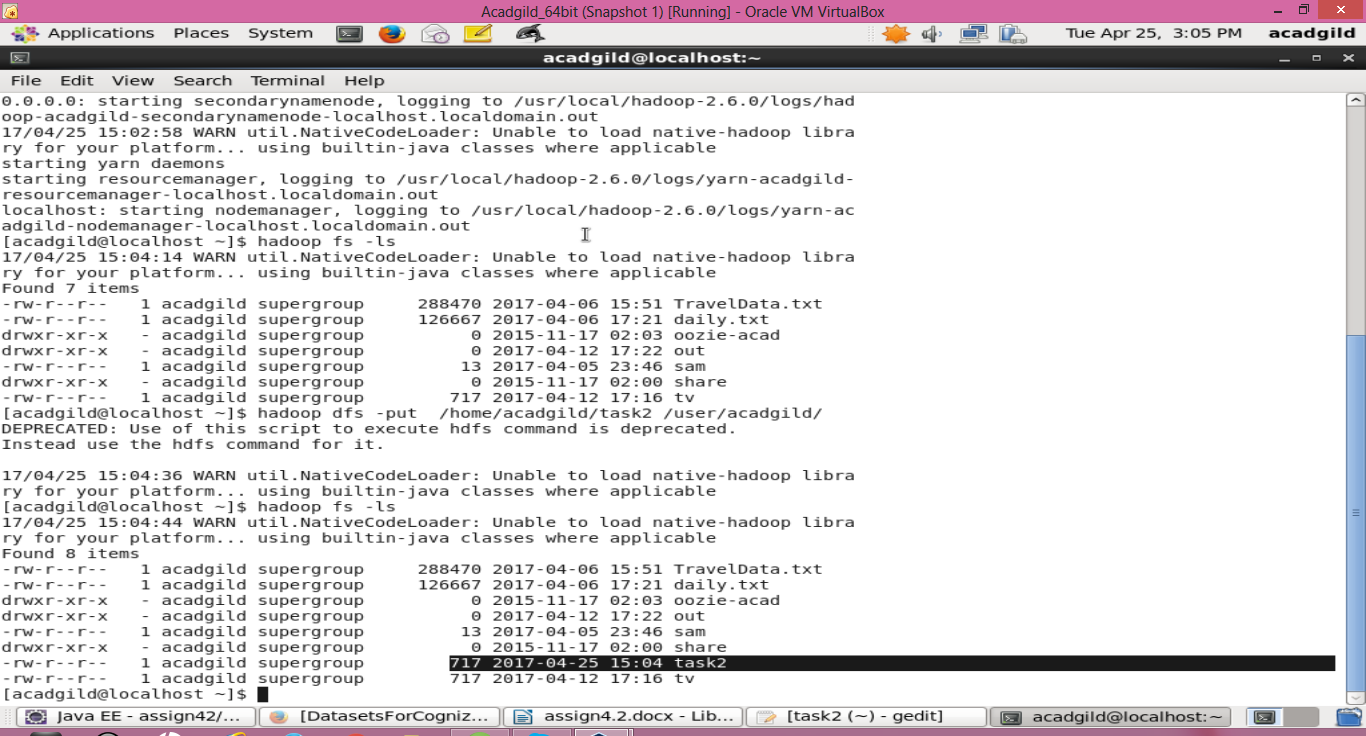 Acadgild_64bit (Snapshot 1) [Running] - Oracle VM VirtualBox
Applications Places System Tue Apr 25, 3:05 PM acadgild
acadgild@localhost:~
File Edit View Search Terminal Help
0.0.0.0: starting secondarynamenode, logging to /usr/local/hadoop-2.6.0/logs/had
oop-acadgild-secondarynamenode-localhost.localdomain.out
17/04/25 15:02:58 WARN util.NativeCodeLoader: Unable to load native-hadoop libra
ry for your platform... using builtin-java classes where applicable
starting yarn daemons
starting resourcemanager, logging to /usr/local/hadoop-2.6.0/logs/yarn-acadgild-
resourcemanager-localhost.localdomain.out
localhost: starting nodemanager, logging to /usr/local/hadoop-2.6.0/logs/yarn-ac
adgild-nodemanager-localhost.localdomain.out
[acadgild@localhost ~]$ hadoop fs -ls
17/04/25 15:04:14 WARN util.NativeCodeLoader: Unable to load native-hadoop libra
ry for your platform... using builtin-java classes where applicable
Found 7 items
-rw-r--r-- 1 acadgild supergroup 288470 2017-04-06 15:51 TravelData.txt
-rw-r--r-- 1 acadgild supergroup 126667 2017-04-06 17:21 daily.txt
drwxr-xr-x - acadgild supergroup 0 2015-11-17 02:03 oozie-acad
drwxr-xr-x - acadgild supergroup 0 2017-04-12 17:22 out
-rw-r--r-- 1 acadgild supergroup 13 2017-04-05 23:46 sam
drwxr-xr-x - acadgild supergroup 0 2015-11-17 02:00 share
-rw-r--r-- 1 acadgild supergroup 717 2017-04-12 17:16 tv
[acadgild@localhost ~]$ hadoop dfs -put  /home/acadgild/task2 /user/acadgild/
DEPRECATED: Use of this script to execute hdfs command is deprecated.
Instead use the hdfs command for it.
17/04/25 15:04:36 WARN util.NativeCodeLoader: Unable to load native-hadoop libra
ry for your platform... using builtin-java classes where applicable
[acadgild@localhost ~]$ hadoop fs -ls
17/04/25 15:04:44 WARN util.NativeCodeLoader: Unable to load native-hadoop libra
ry for your platform... using builtin-java classes where applicable
Found 8 items
-rw-r--r-- 1 acadgild supergroup 288470 2017-04-06 15:51 TravelData.txt
-rw-r--r-- 1 acadgild supergroup 126667 2017-04-06 17:21 daily.txt
drwxr-xr-x - acadgild supergroup 0 2015-11-17 02:03 oozie-acad
drwxr-xr-x - acadgild supergroup 0 2017-04-12 17:22 out
-rw-r--r-- 1 acadgild supergroup 13 2017-04-05 23:46 sam
drwxr-xr-x - acadgild supergroup 0 2015-11-17 02:00 share
-rw-r--r-- 1 acadgild supergroup 717 2017-04-25 15:04 task2
-rw-r--r-- 1 acadgild supergroup 717 2017-04-12 17:16 tv
[acadgild@localhost ~]$
Java EE - assign42/... [DatasetsForCogniz... assign4.2.docx - Lib... [task2 (~) - gedit] acadgild@localhost:~